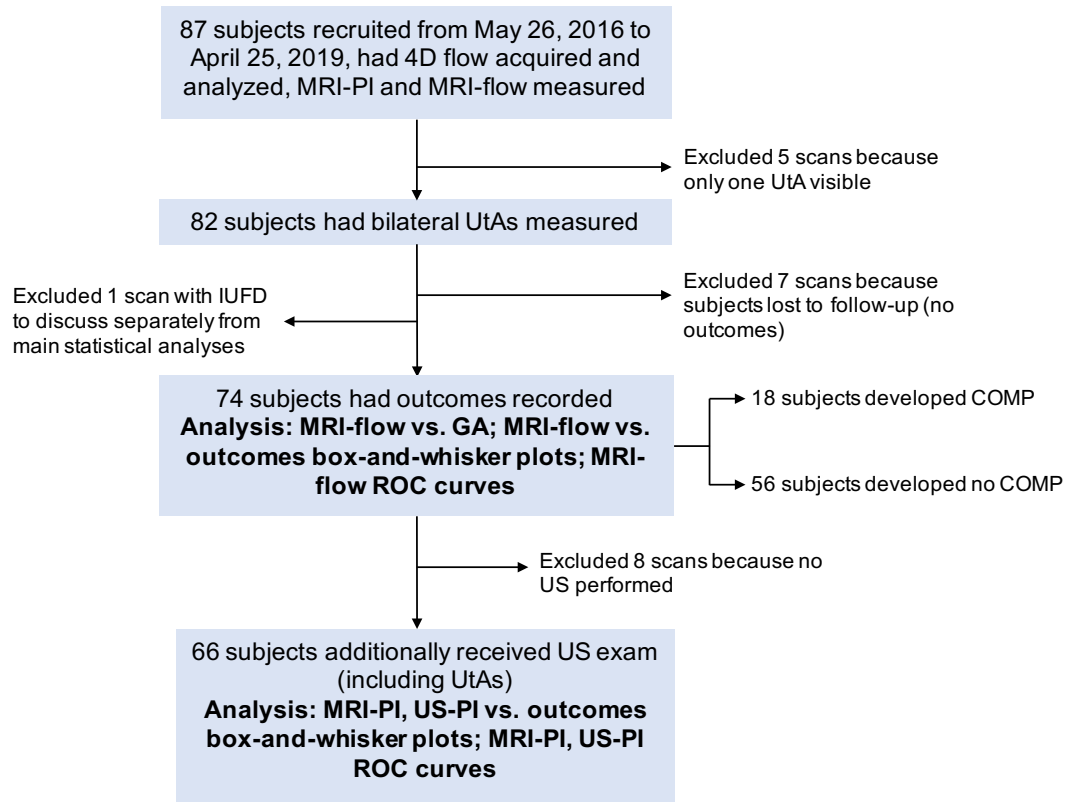 87 subjects recruited from May 26, 2016 to
April 25, 2019, had 4D flow acquired and
analyzed, MRI-PI and MRI-flow measured
Excluded 5 scans because
only one UtA visible
82 subjects had bilateral UtAs measured
Excluded 1 scan with IUFD
to discuss separately from
main statistical analyses
Excluded 7 scans because
subjects lost to follow-up (no
outcomes)
74 subjects had outcomes recorded
Analysis: MRI-flow vs. GA; MRI-flow vs.
outcomes box-and-whisker plots; MRI-
flow ROC curves
18 subjects developed COMP
56 subjects developed no COMP
Excluded 8 scans because no
US performed
66 subjects additionally received US exam
(including UtAs)
Analysis: MRI-PI, US-PI vs. outcomes
box-and-whisker plots; MRI-PI, US-PI
ROC curves